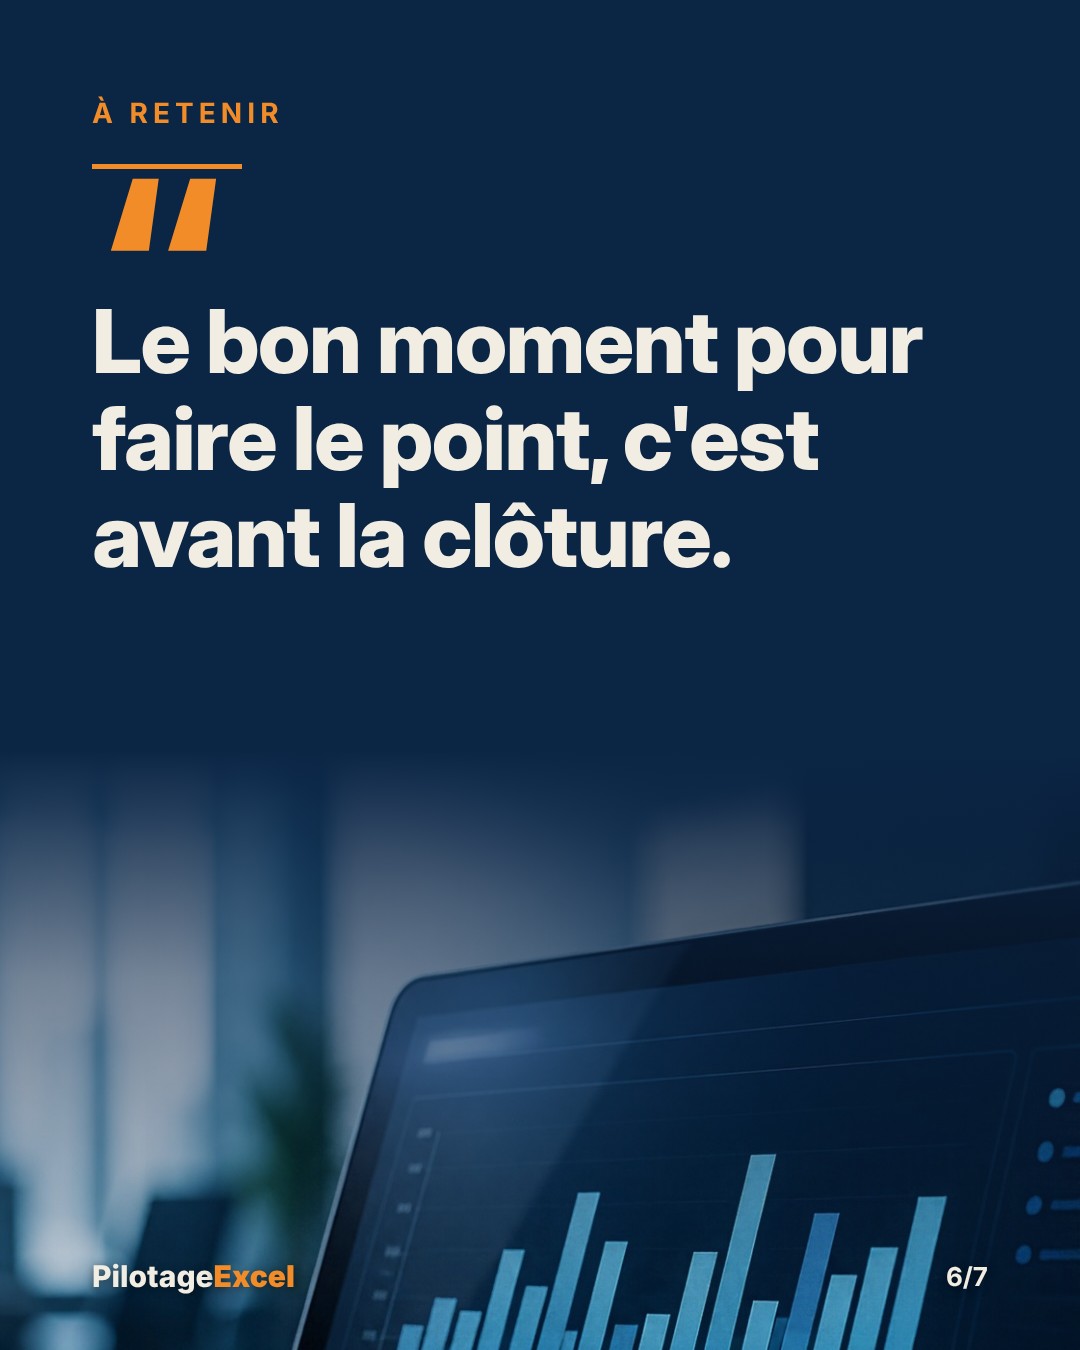 À RETENIR
"
Le bon moment pour
faire le point, c'est
avant la clôture.
PilotageExcel
6/7